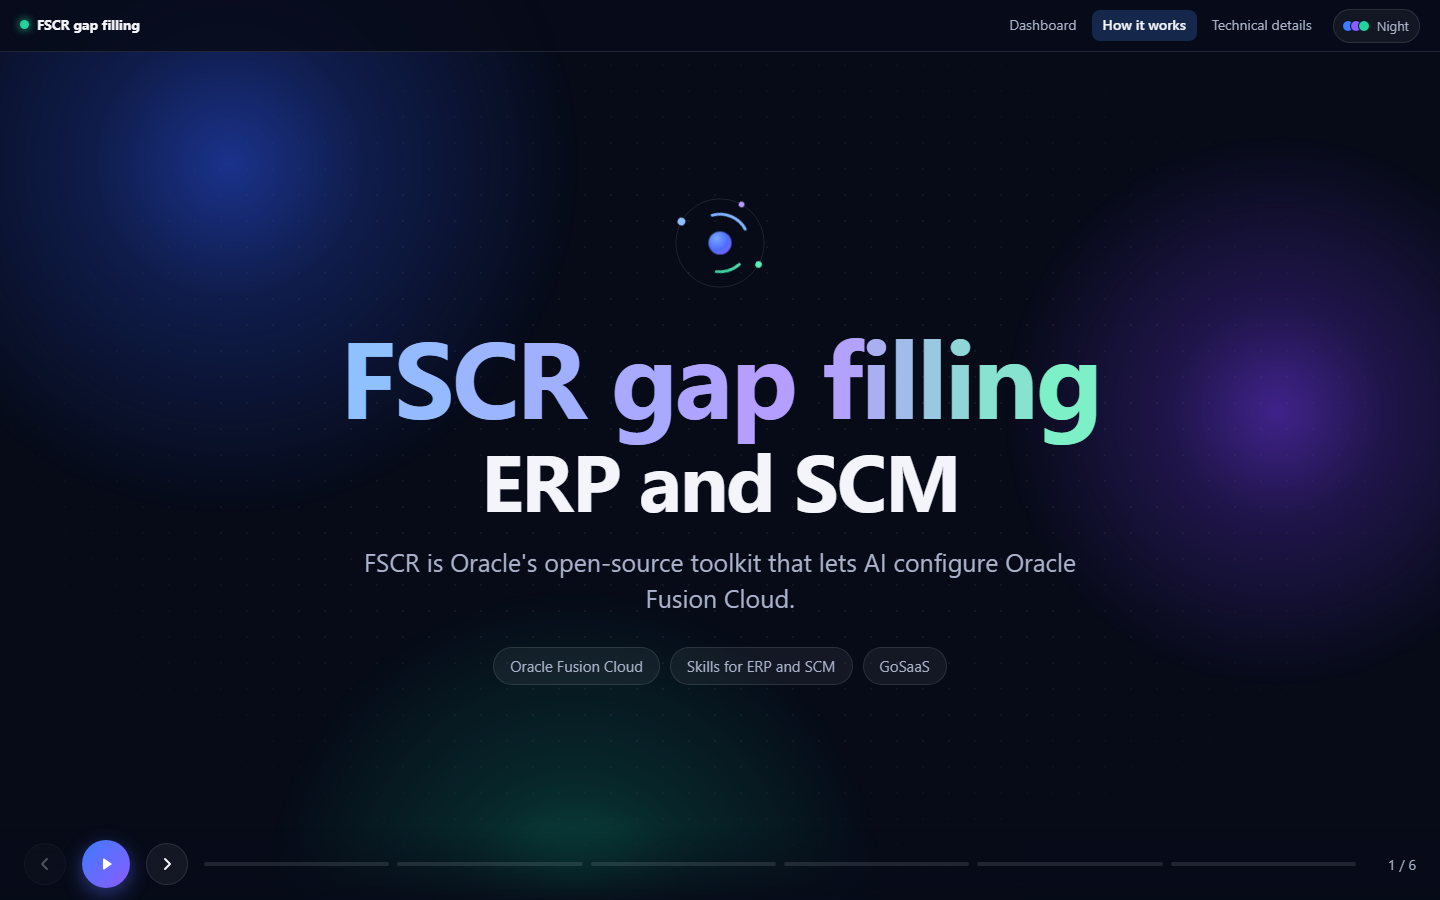 FSCR gap filling
Dashboard
How it works
Technical details
Night
FSCR gap filling
ERP and SCM
FSCR is Oracle's open-source toolkit that lets AI configure Oracle
Fusion Cloud.
Oracle Fusion Cloud
Skills for ERP and SCM
GoSaaS
1 / 6